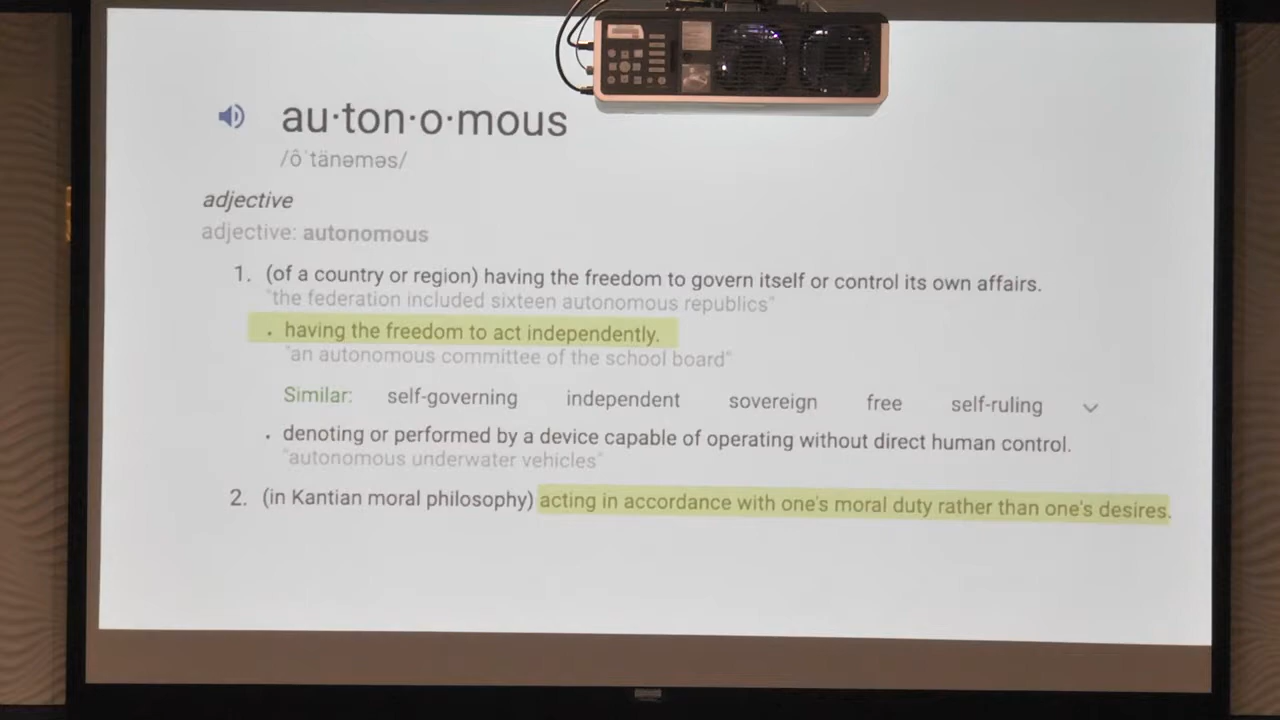 au·ton·o·mous
/ôˈtänəməs/
adjective
adjective: autonomous
1. (of a country or region) having the freedom to govern itself or control its own affairs.
"the federation included sixteen autonomous republics"
• having the freedom to act independently.
"an autonomous committee of the school board"
Similar: self-governing independent sovereign free self-ruling
• denoting or performed by a device capable of operating without direct human control.
"autonomous underwater vehicles"
2. (in Kantian moral philosophy) acting in accordance with one's moral duty rather than one's desires.